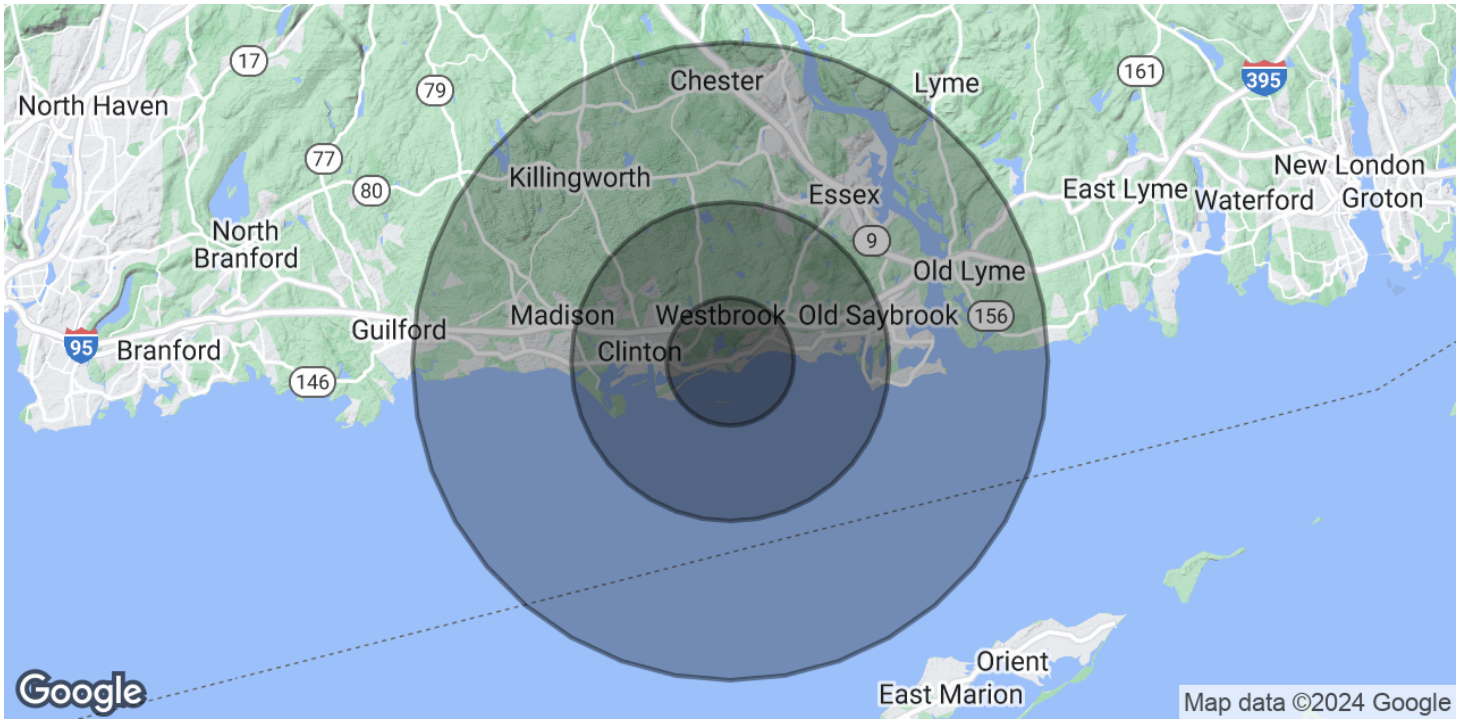 17
Chester
Lyme
161
395
79
North Haven
77
80
Killingworth
New London
East Lyme
Waterford
Groton
Essex
North
Branford
9
Old Lyme
Madison
Westbrook
Old Saybrook
156
Guilford
95
Branford
Clinton
146
Orient
East Marion
Google
Map data ©2024 Google